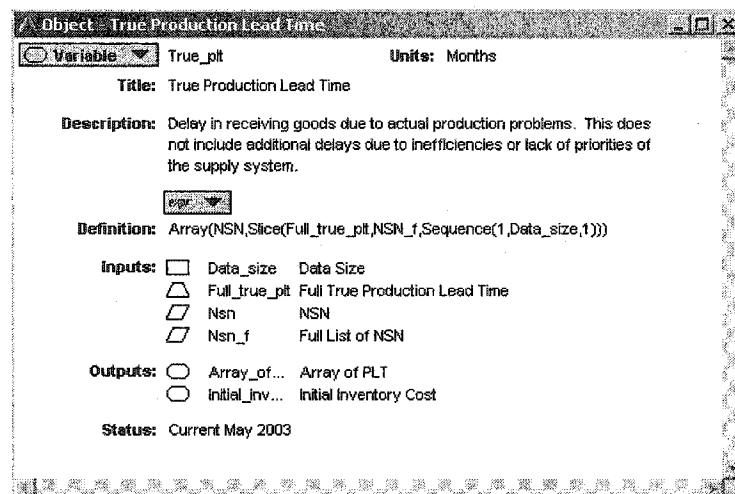 Object - True Production Lead Time
Variable True_plt Units: Months
Title: True Production Lead Time
Description: Delay in receiving goods due to actual production problems. This does
not include additional delays due to inefficiencies or lack of priorities of
the supply system.
expr
Definition: Array(NSN,Slice(Full_true_plt,NSN_f,Sequence(1,Data_size,1)))
Inputs: Data_size Data Size
Full_true_plt Full True Production Lead Time
Nsn NSN
Nsn_f Full List of NSN
Outputs: Array_of... Array of PLT
Initial_inv... Initial Inventory Cost
Status: Current May 2003